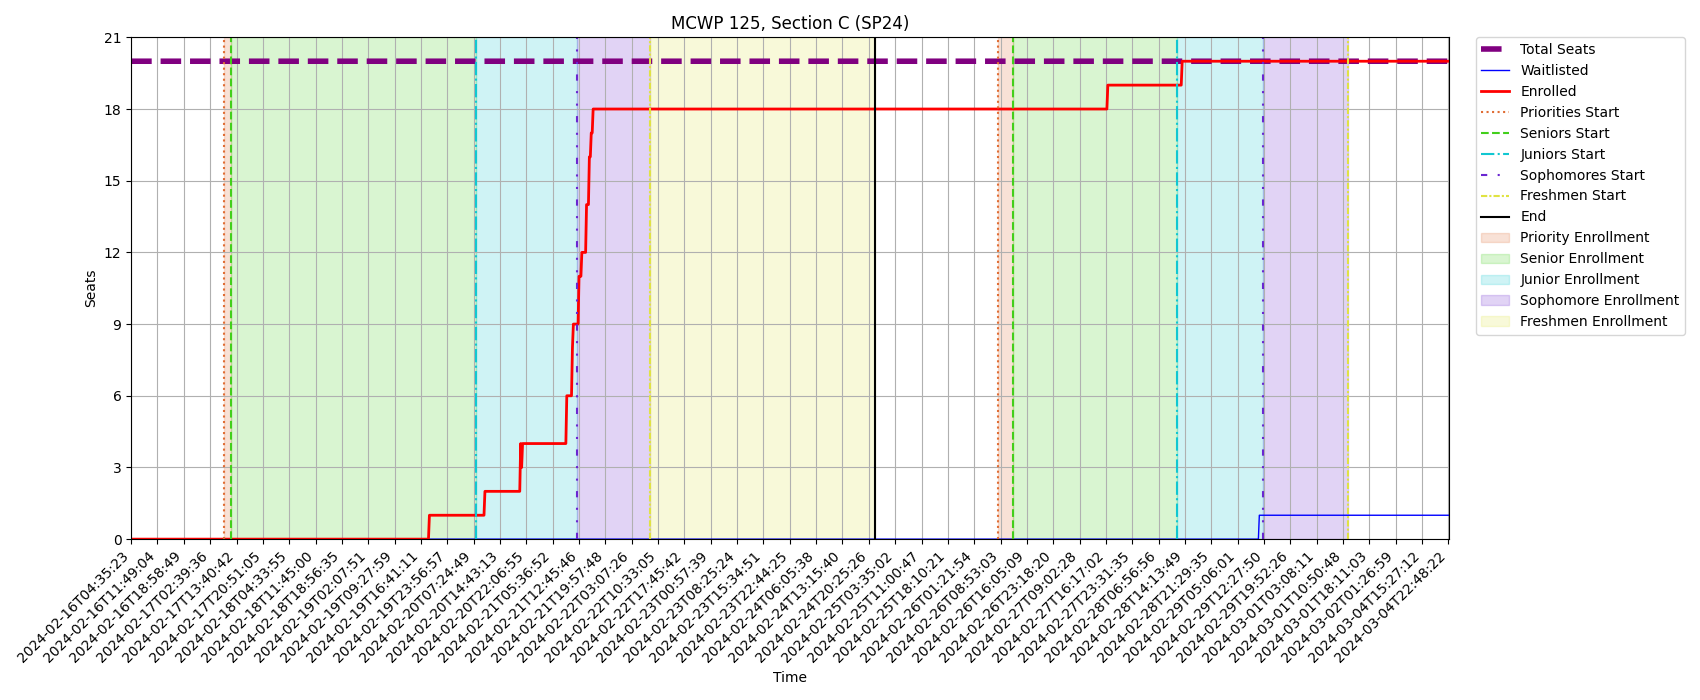 MCWP 125, Section C (SP24)
21
18
15
12
9
6
3
0
Seats
2024-02-16T04:35:23
2024-02-16T11:49:04
2024-02-16T18:58:49
2024-02-17T02:39:36
2024-02-17T13:40:42
2024-02-17T20:51:05
2024-02-18T04:33:55
2024-02-18T11:45:00
2024-02-18T18:56:35
2024-02-19T02:07:51
2024-02-19T09:27:59
2024-02-19T16:41:11
2024-02-19T23:56:57
2024-02-20T07:24:49
2024-02-20T14:43:13
2024-02-20T22:06:55
2024-02-21T05:36:52
2024-02-21T12:45:46
2024-02-21T19:57:48
2024-02-22T03:07:26
2024-02-22T10:33:05
2024-02-22T17:45:42
2024-02-23T00:57:39
2024-02-23T08:25:24
2024-02-23T15:34:51
2024-02-23T22:44:25
2024-02-24T06:05:38
2024-02-24T13:15:40
2024-02-24T20:25:26
2024-02-25T03:35:02
2024-02-25T11:00:47
2024-02-25T18:10:21
2024-02-26T01:21:54
2024-02-26T08:53:03
2024-02-26T16:05:09
2024-02-26T23:18:20
2024-02-27T09:02:28
2024-02-27T16:17:02
2024-02-27T23:31:35
2024-02-28T06:56:56
2024-02-28T14:13:49
2024-02-28T21:29:35
2024-02-29T05:06:01
2024-02-29T12:27:50
2024-02-29T19:52:26
2024-03-01T03:08:11
2024-03-01T10:50:48
2024-03-01T18:11:03
2024-03-02T01:26:59
2024-03-04T15:27:12
2024-03-04T22:48:22
Time
Total Seats
Waitlisted
Enrolled
Priorities Start
Seniors Start
Juniors Start
Sophomores Start
Freshmen Start
End
Priority Enrollment
Senior Enrollment
Junior Enrollment
Sophomore Enrollment
Freshmen Enrollment